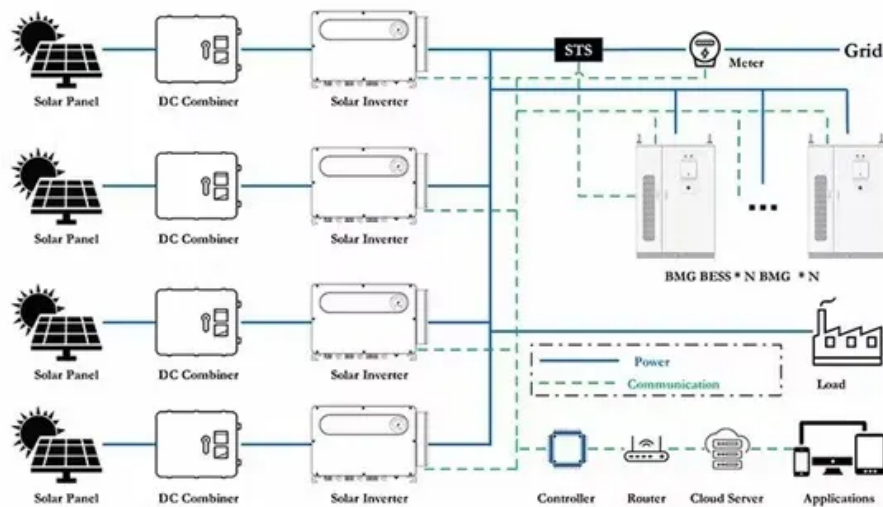 STS
Meter
Grid
Solar Panel
DC Combiner
Solar Inverter
Solar Panel
DC Combiner
Solar Inverter
BMG BESS * N BMG * N
Solar Panel
DC Combiner
Solar Inverter
Power
Communication
Load
Solar Panel
DC Combiner
Solar Inverter
Controller
Router
Cloud Server
Applications